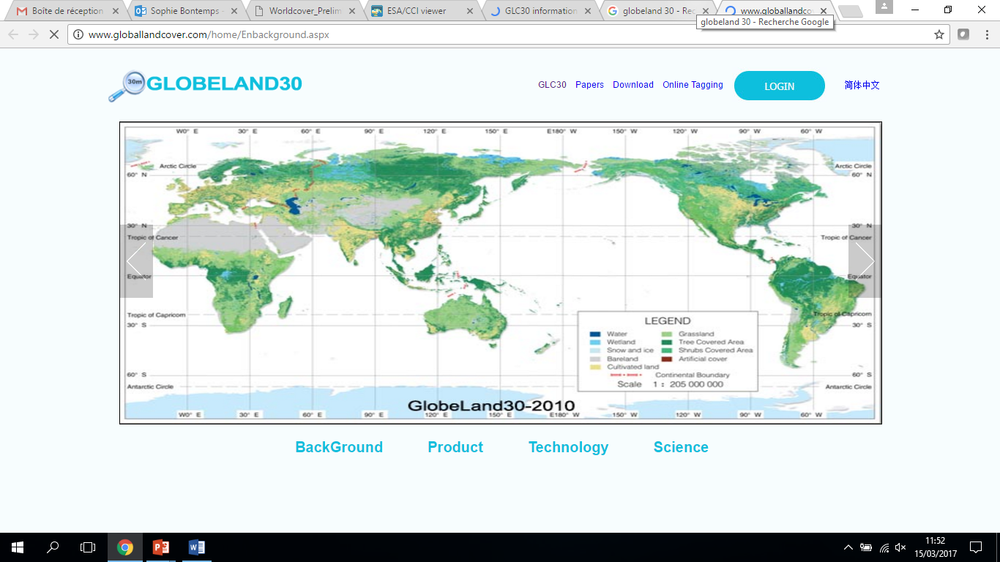 Boîte de réception
Sophie Bontemps -
Worldcover_Prelim
ESA/CCI viewer
GLC30 information
globeland 30 - Rec
www.globallandco
globeland 30 - Recherche Google
www.globallandcover.com/home/Enbackground.aspx
30m GLOBELAND30
GLC30 Papers Download Online Tagging LOGIN 简体中文
W0° E 30° E 60° E 90° E 120° E 150° E E180° W 150° W 120° W 90° W 60° W
Arctic Circle Arctic Circle
60° N 60° N
30° N 30° N
Tropic of Cancer Tropic of Cancer
Equator Equator
Tropic of Capricorn Tropic of Capricorn
30° S 30° S
LEGEND
Water Grassland
Wetland Tree Covered Area
Snow and ice Shrubs Covered Area
Bareland Artificial cover
Cultivated land
Continental Boundary
Scale 1 : 205 000 000
60° S 60° S
Antarctic Circle Antarctic Circle
GlobeLand30-2010
W0° E 30° E 60° E 90° E 120° E 150° E E180° W 150° W 120° W 90° W 60° W
BackGround Product Technology Science
11:52
15/03/2017